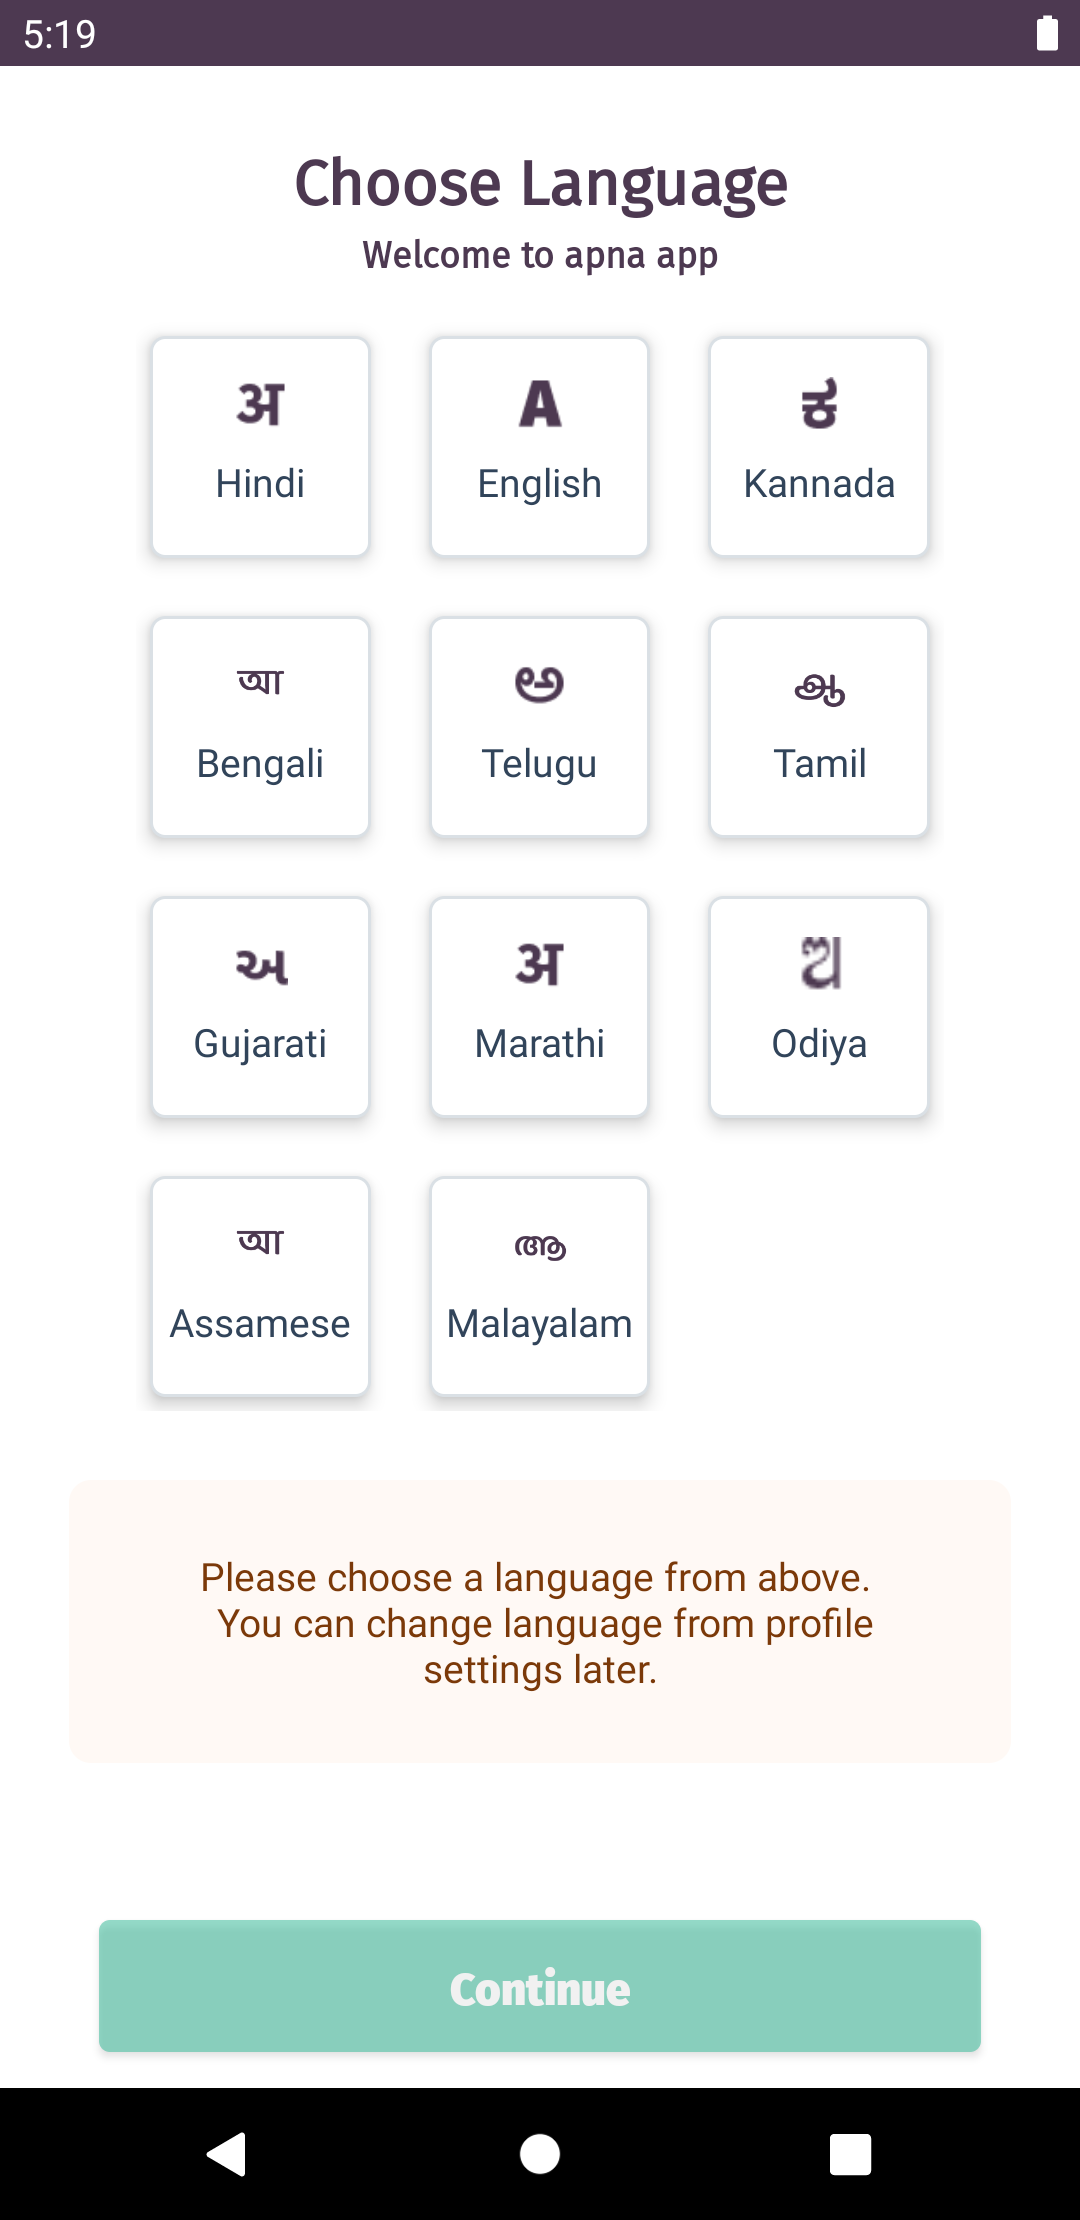 5:19
Choose Language
Welcome to apna app
अ
Hindi
A
English
ಕ
Kannada
আ
Bengali
అ
Telugu
ஆ
Tamil
અ
Gujarati
अ
Marathi
ଅ
Odiya
আ
Assamese
ആ
Malayalam
Please choose a language from above.
You can change language from profile
settings later.
Continue